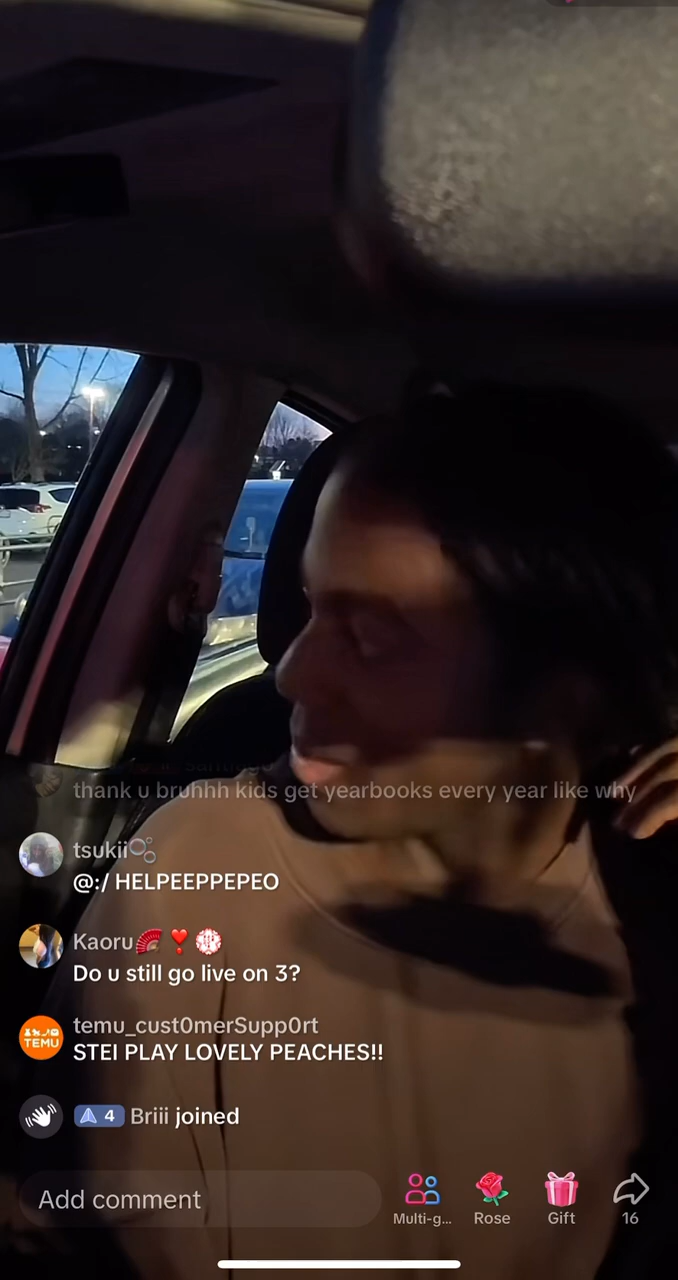 thank u bruhhh kids get yearbooks every year like why
tsukii
@:/ HELPEEPPEPEO
Kaoru
Do u still go live on 3?
TEMU
temu_cust0merSupp0rt
STEI PLAY LOVELY PEACHES!!
4 Briii joined
Add comment
Multi-g... Rose Gift 16